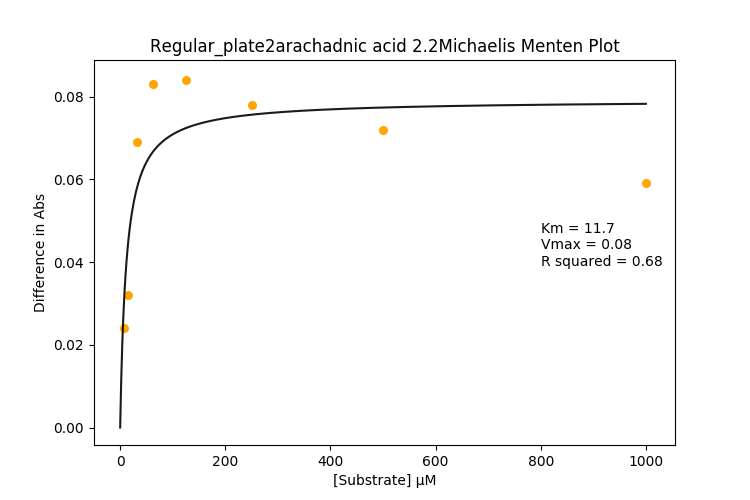 Regular_plate2arachadnic acid 2.2Michaelis Menten Plot
0.08
0.06
0.04
0.02
0.00
Difference in Abs
Km = 11.7
Vmax = 0.08
R squared = 0.68
0 200 400 600 800 1000
[Substrate] µM